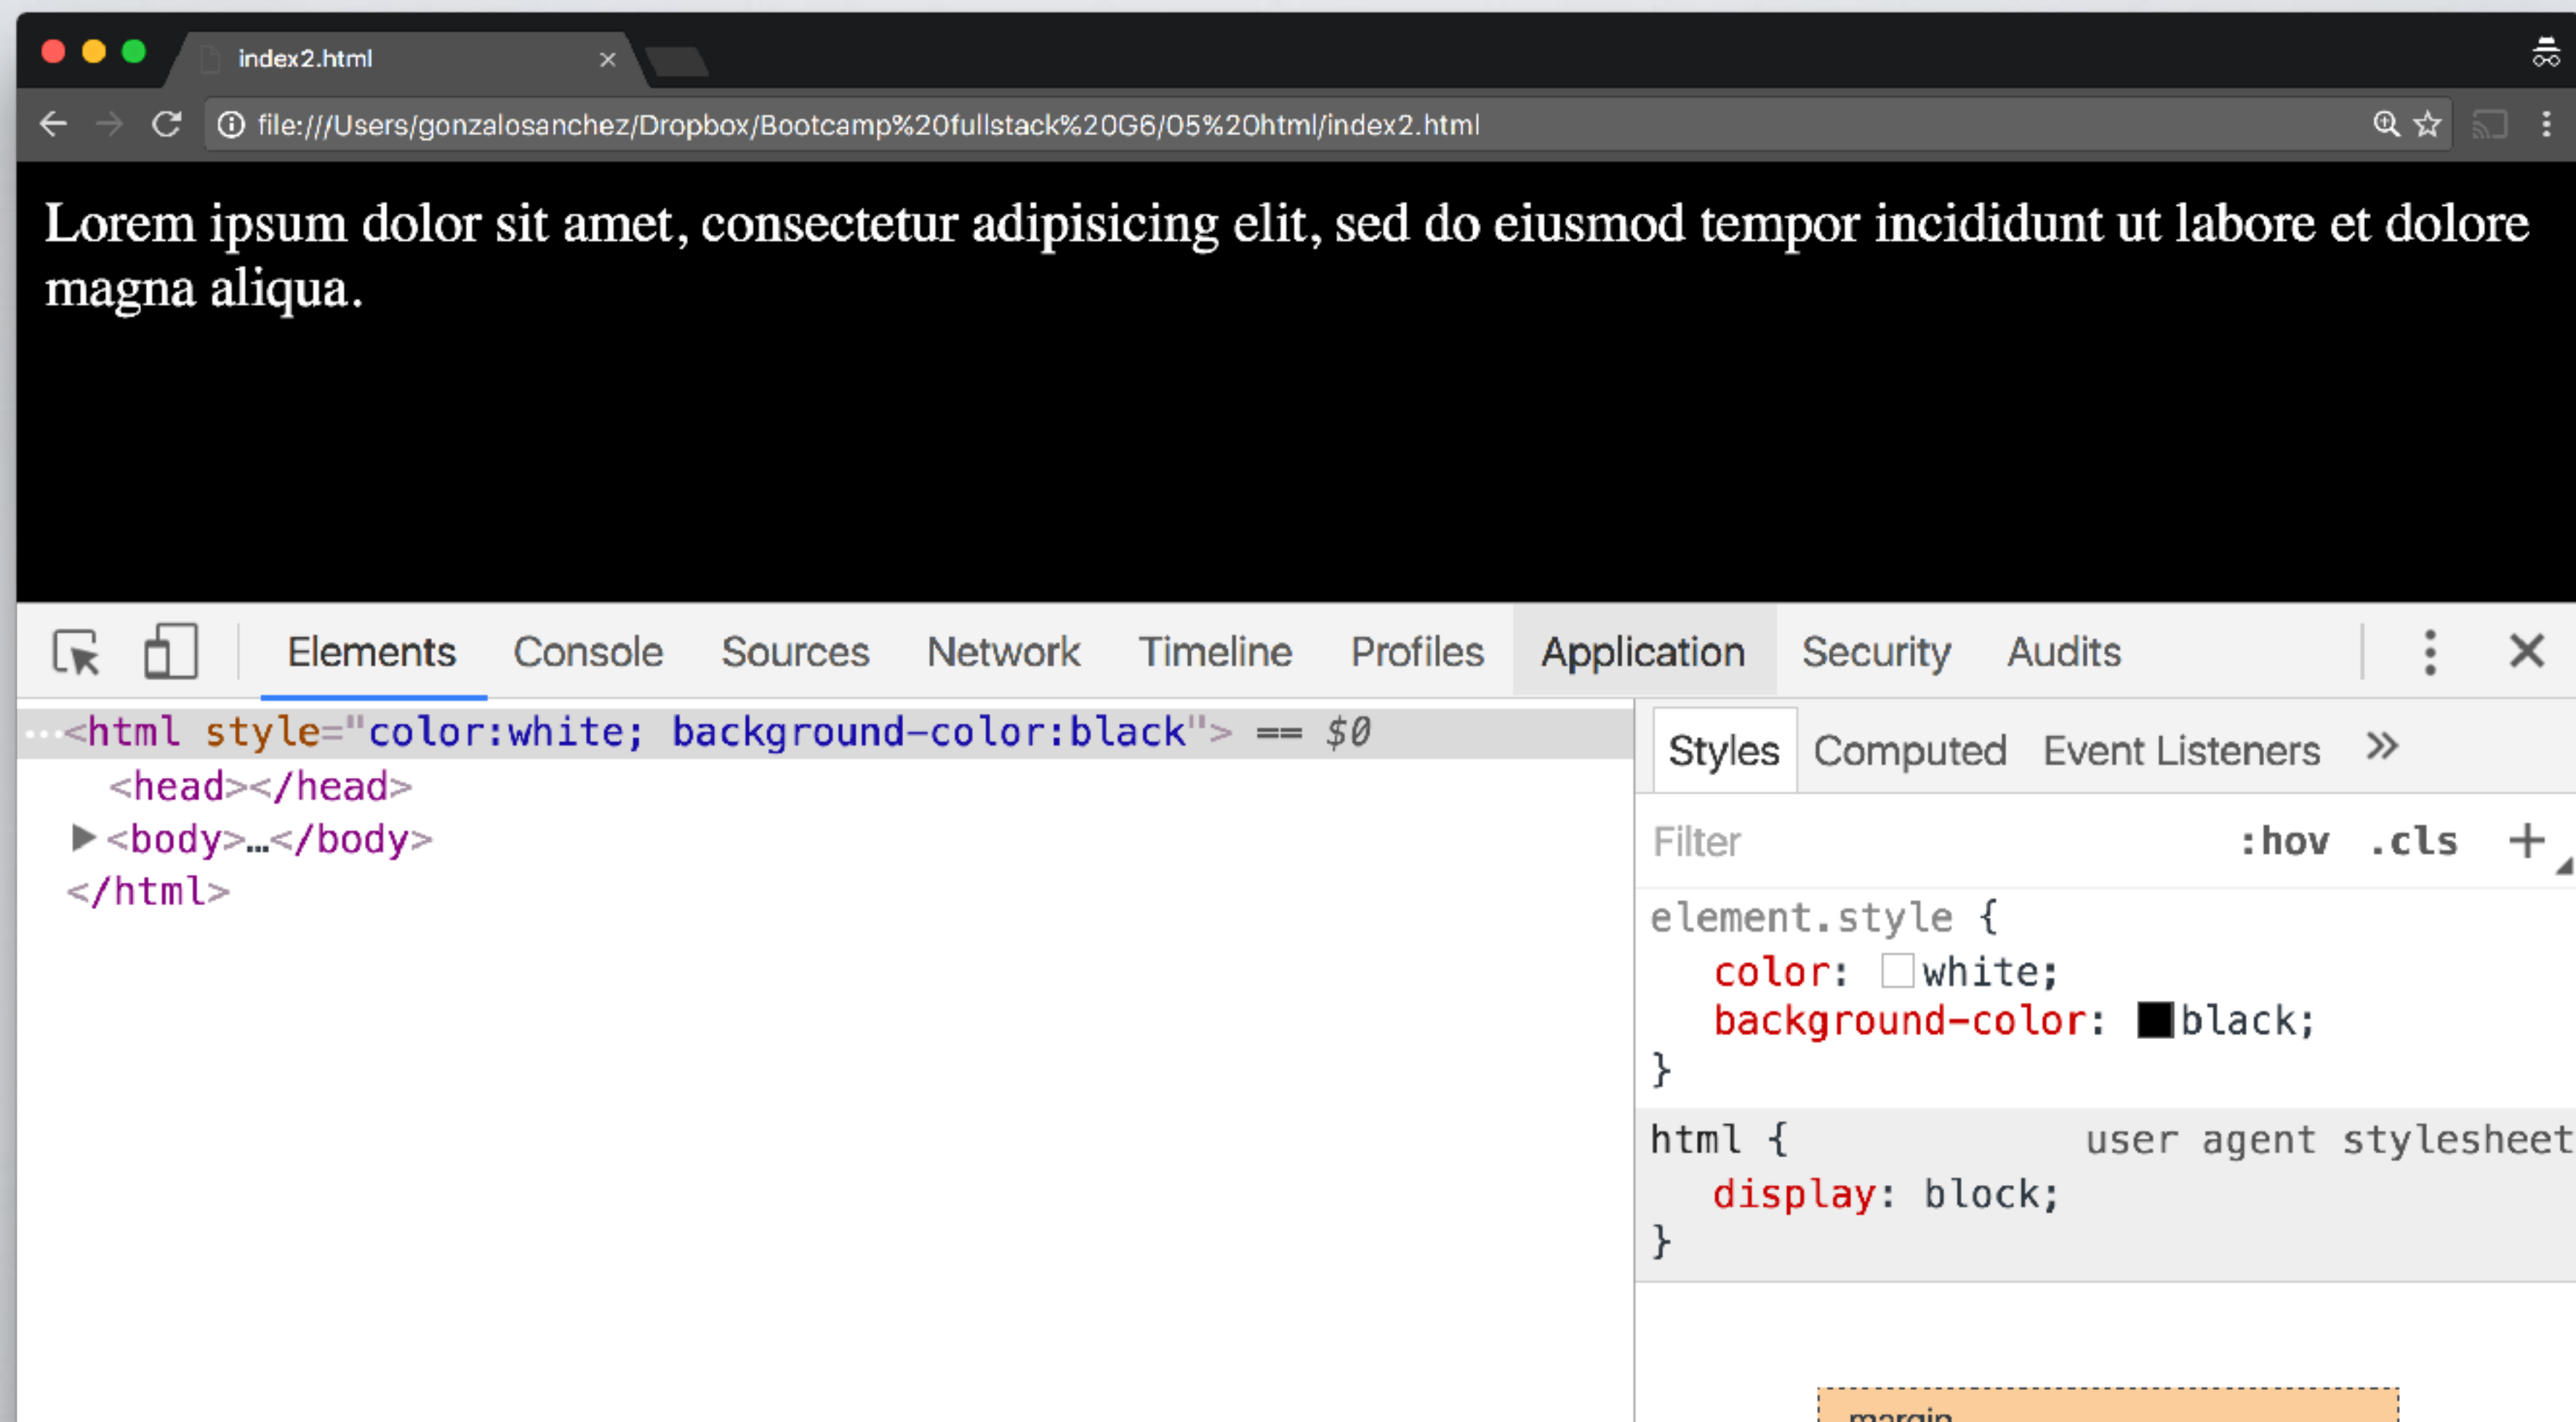 index2.html
file:///Users/gonzalosanchez/Dropbox/Bootcamp%20fullstack%20G6/05%20html/index2.html
Lorem ipsum dolor sit amet, consectetur adipisicing elit, sed do eiusmod tempor incididunt ut labore et dolore
magna aliqua.
Elements Console Sources Network Timeline Profiles Application Security Audits
…<html style="color:white; background-color:black"> == $0
<head></head>
▶<body>…</body>
</html>
Styles Computed Event Listeners »
Filter :hov .cls +
element.style {
color: white;
background-color: black;
}
html { user agent stylesheet
display: block;
}
margin